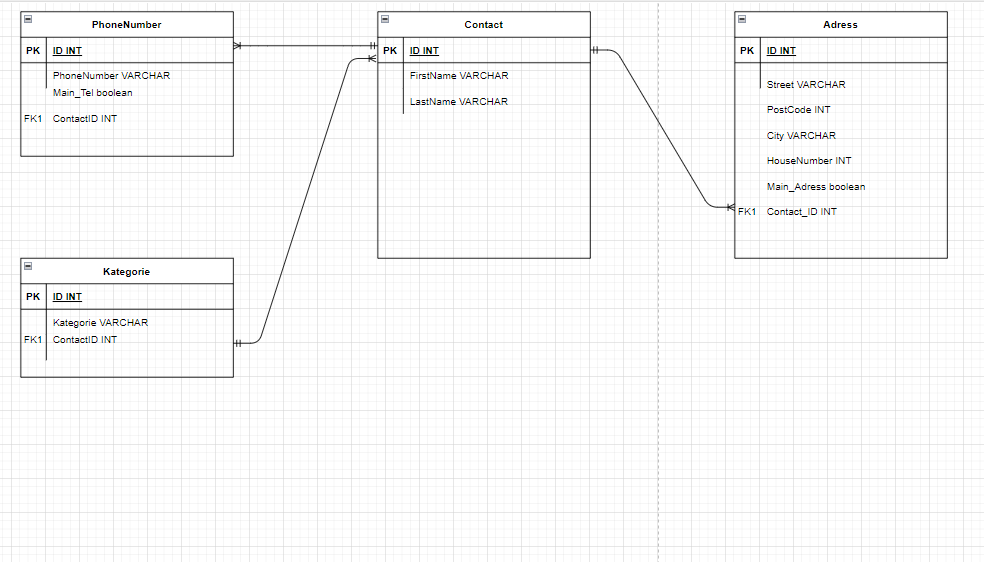 PhoneNumber
PK ID INT
PhoneNumber VARCHAR
Main_Tel boolean
FK1 ContactID INT
Contact
PK ID INT
FirstName VARCHAR
LastName VARCHAR
Adress
PK ID INT
Street VARCHAR
PostCode INT
City VARCHAR
HouseNumber INT
Main_Adress boolean
FK1 Contact_ID INT
Kategorie
PK ID INT
Kategorie VARCHAR
FK1 ContactID INT